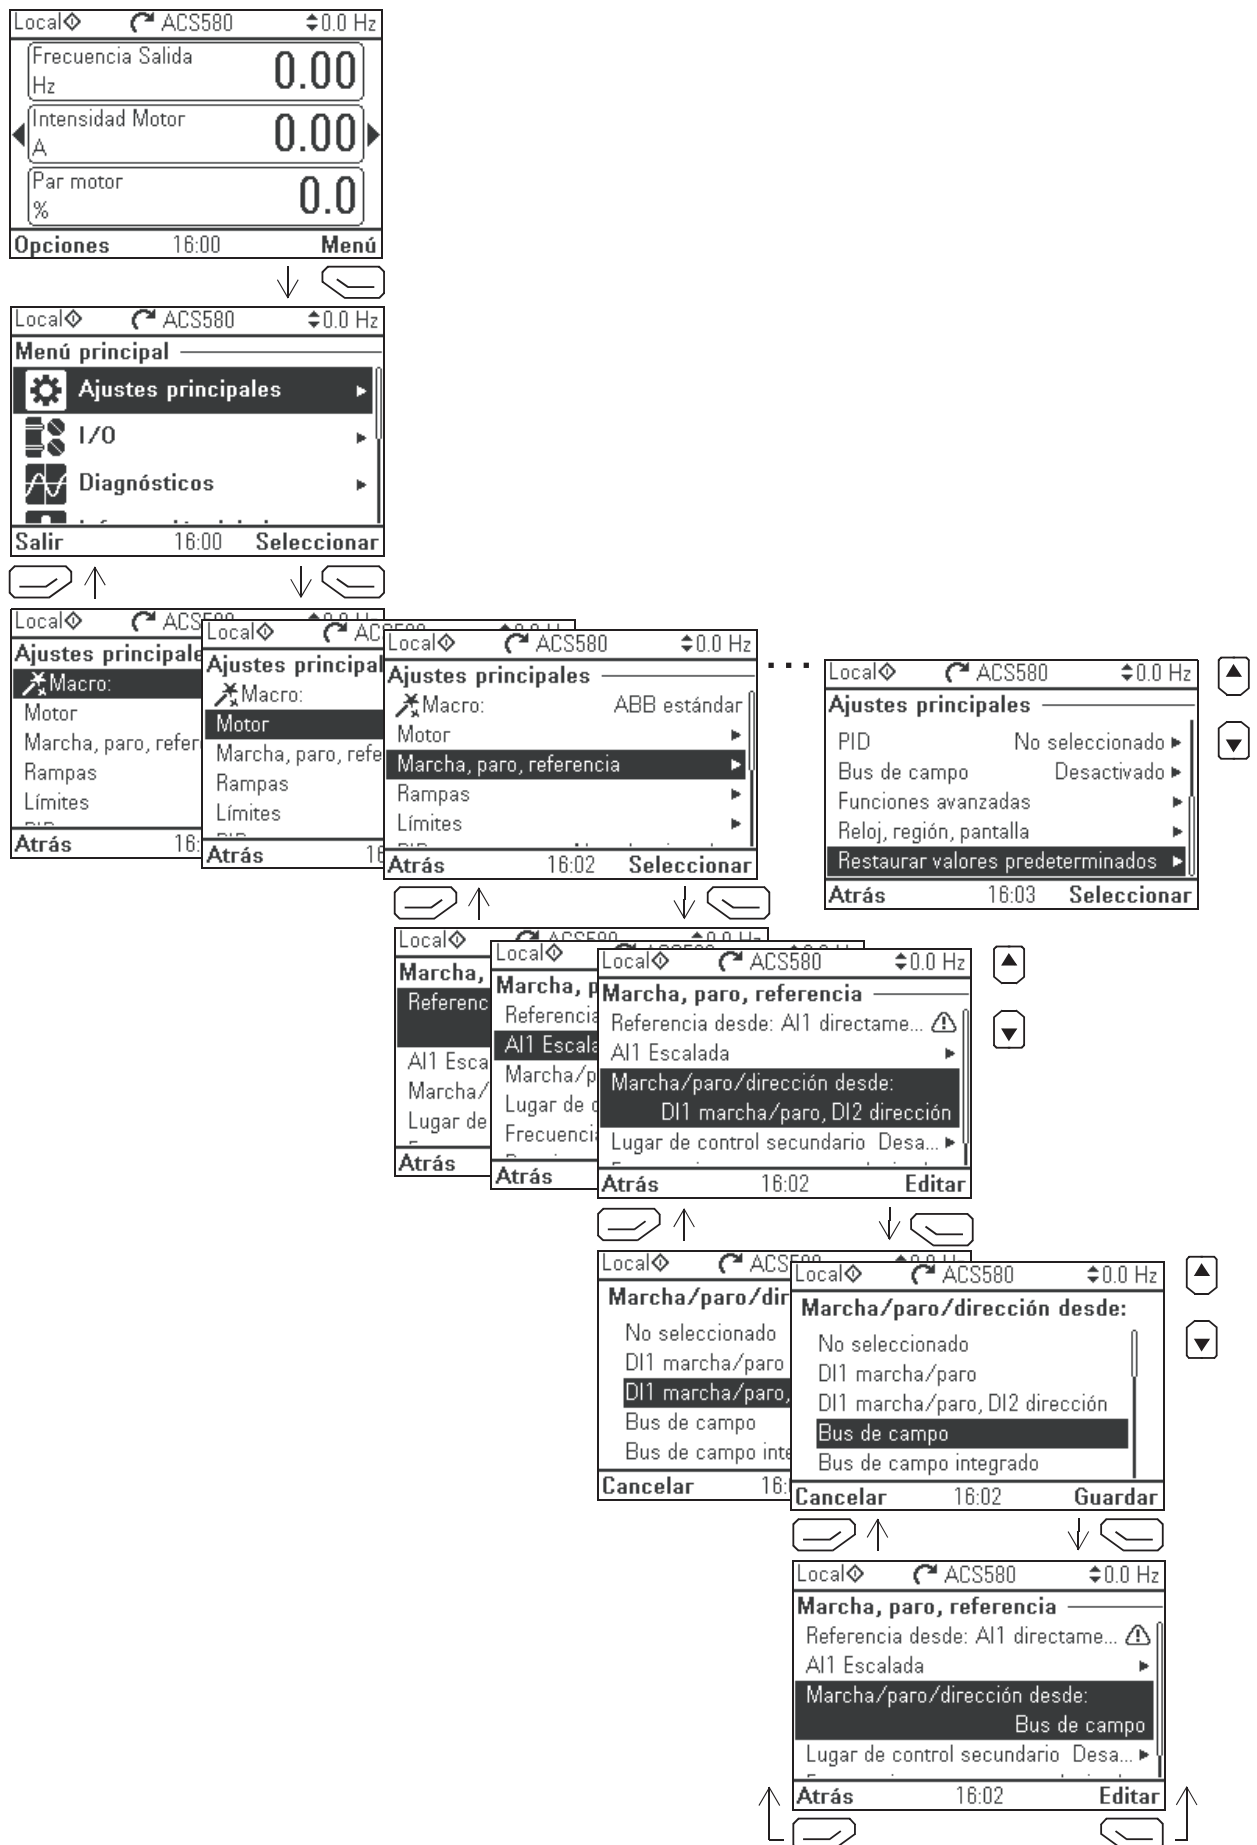 Local ACS580 0.0 Hz
Frecuencia Salida
Hz
0.00
Intensidad Motor
A
0.00
Par motor
%
0.0
Opciones 16:00 Menú
Local ACS580 0.0 Hz
Menú principal
Ajustes principales
I/O
Diagnósticos
Salir 16:00 Seleccionar
Local ACS580
Ajustes principale
Macro:
Motor
Marcha, paro, refer
Rampas
Límites
Atrás 16:
Local AC
Ajustes principal
Macro:
Motor
Marcha, paro, refe
Rampas
Límites
Atrás 16
Local ACS580 0.0 Hz
Ajustes principales
Macro: ABB estándar
Motor
Marcha, paro, referencia
Rampas
Límites
Atrás 16:02 Seleccionar
...
Local ACS580 0.0 Hz
Ajustes principales
PID No seleccionado
Bus de campo Desactivado
Funciones avanzadas
Reloj, región, pantalla
Restaurar valores predeterminados
Atrás 16:03 Seleccionar
Local ACS580 0.0 Hz
Marcha,
Referenc
AI1 Esca
Marcha/
Lugar de
Atrás
Local
Marcha, p
Referencia
AI1 Escala
Marcha/p
Lugar de c
Frecuenci
Atrás
Local ACS580 0.0 Hz
Marcha, paro, referencia
Referencia desde: AI1 directame...
AI1 Escalada
Marcha/paro/dirección desde:
DI1 marcha/paro, DI2 dirección
Lugar de control secundario Desa...
Atrás 16:02 Editar
Local ACS580
Marcha/paro/dir
No seleccionado
DI1 marcha/paro
DI1 marcha/paro,
Bus de campo
Bus de campo inte
Cancelar 16:
Local ACS580 0.0 Hz
Marcha/paro/dirección desde:
No seleccionado
DI1 marcha/paro
DI1 marcha/paro, DI2 dirección
Bus de campo
Bus de campo integrado
Cancelar 16:02 Guardar
Local ACS580 0.0 Hz
Marcha, paro, referencia
Referencia desde: AI1 directame...
AI1 Escalada
Marcha/paro/dirección desde:
Bus de campo
Lugar de control secundario Desa...
Atrás 16:02 Editar